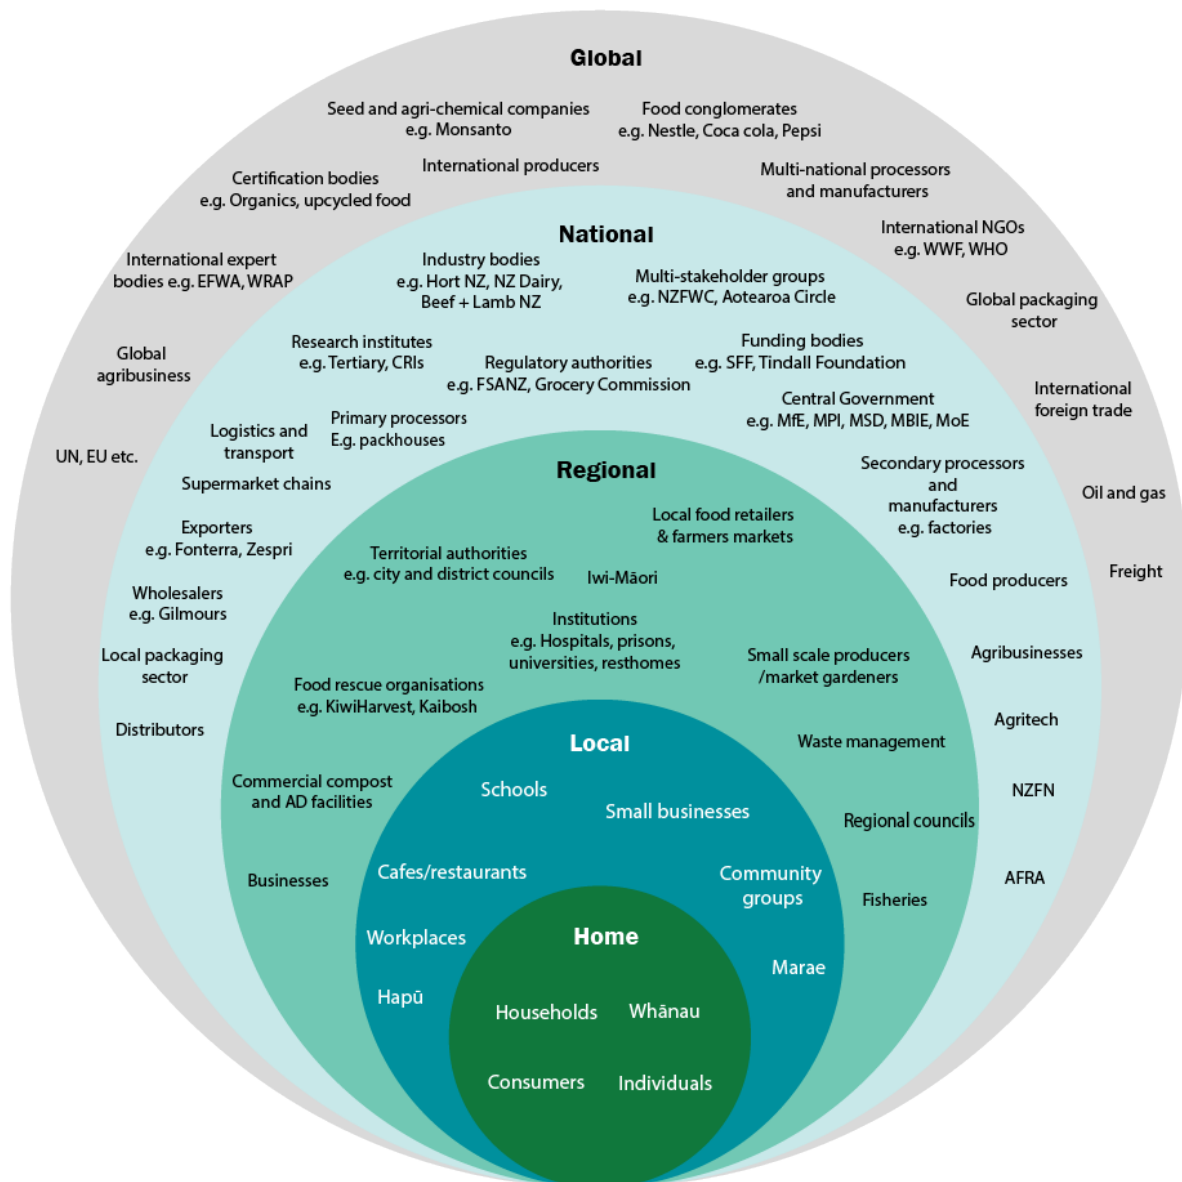 Global
Seed and agri-chemical companies
e.g. Monsanto
Food conglomerates
e.g. Nestle, Coca cola, Pepsi
International producers
Multi-national processors
and manufacturers
Certification bodies
e.g. Organics, upcycled food
International NGOs
e.g. WWF, WHO
International expert
bodies e.g. EFWA, WRAP
Global packaging
sector
Global
agribusiness
International
foreign trade
UN, EU etc.
Oil and gas
Freight
National
Industry bodies
e.g. Hort NZ, NZ Dairy,
Beef + Lamb NZ
Multi-stakeholder groups
e.g. NZFWC, Aotearoa Circle
Research institutes
e.g. Tertiary, CRIs
Regulatory authorities
e.g. FSANZ, Grocery Commission
Funding bodies
e.g. SFF, Tindall Foundation
Central Government
e.g. MfE, MPI, MSD, MBIE, MoE
Primary processors
E.g. packhouses
Logistics and
transport
Supermarket chains
Secondary processors
and
manufacturers
e.g. factories
Exporters
e.g. Fonterra, Zespri
Food producers
Wholesalers
e.g. Gilmours
Local packaging
sector
Agribusinesses
Distributors
Agritech
NZFN
AFRA
Regional
Local food retailers
& farmers markets
Territorial authorities
e.g. city and district councils
Iwi-Māori
Institutions
e.g. Hospitals, prisons,
universities, resthomes
Small scale producers
/market gardeners
Food rescue organisations
e.g. KiwiHarvest, Kaibosh
Waste management
Commercial compost
and AD facilities
Regional councils
Businesses
Fisheries
Local
Schools
Small businesses
Cafes/restaurants
Community
groups
Workplaces
Marae
Hapū
Home
Households
Whānau
Consumers
Individuals